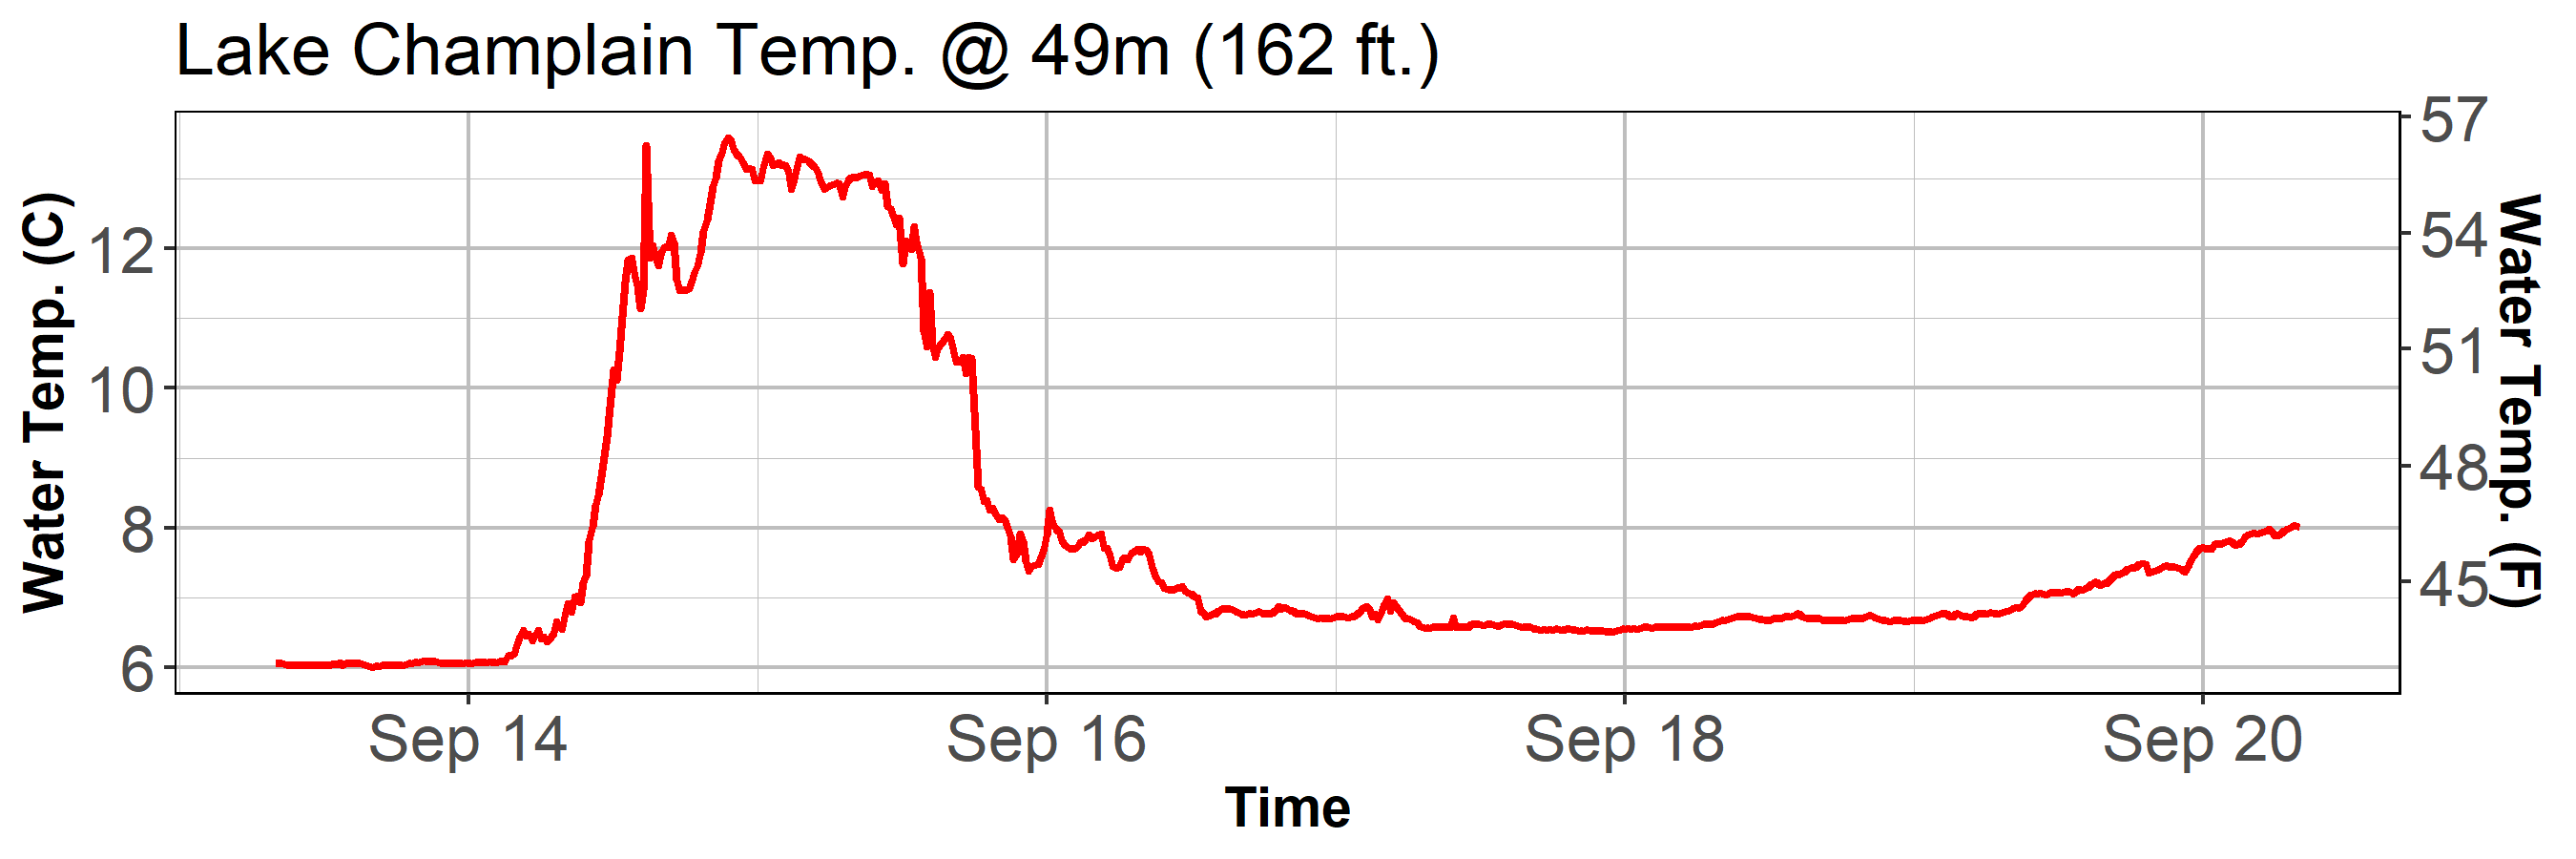 Lake Champlain Temp. @ 49m (162 ft.)
Water Temp. (C)
12
10
8
6
57
54
51
48
45
Water Temp. (F)
Sep 14 Sep 16 Sep 18 Sep 20
Time